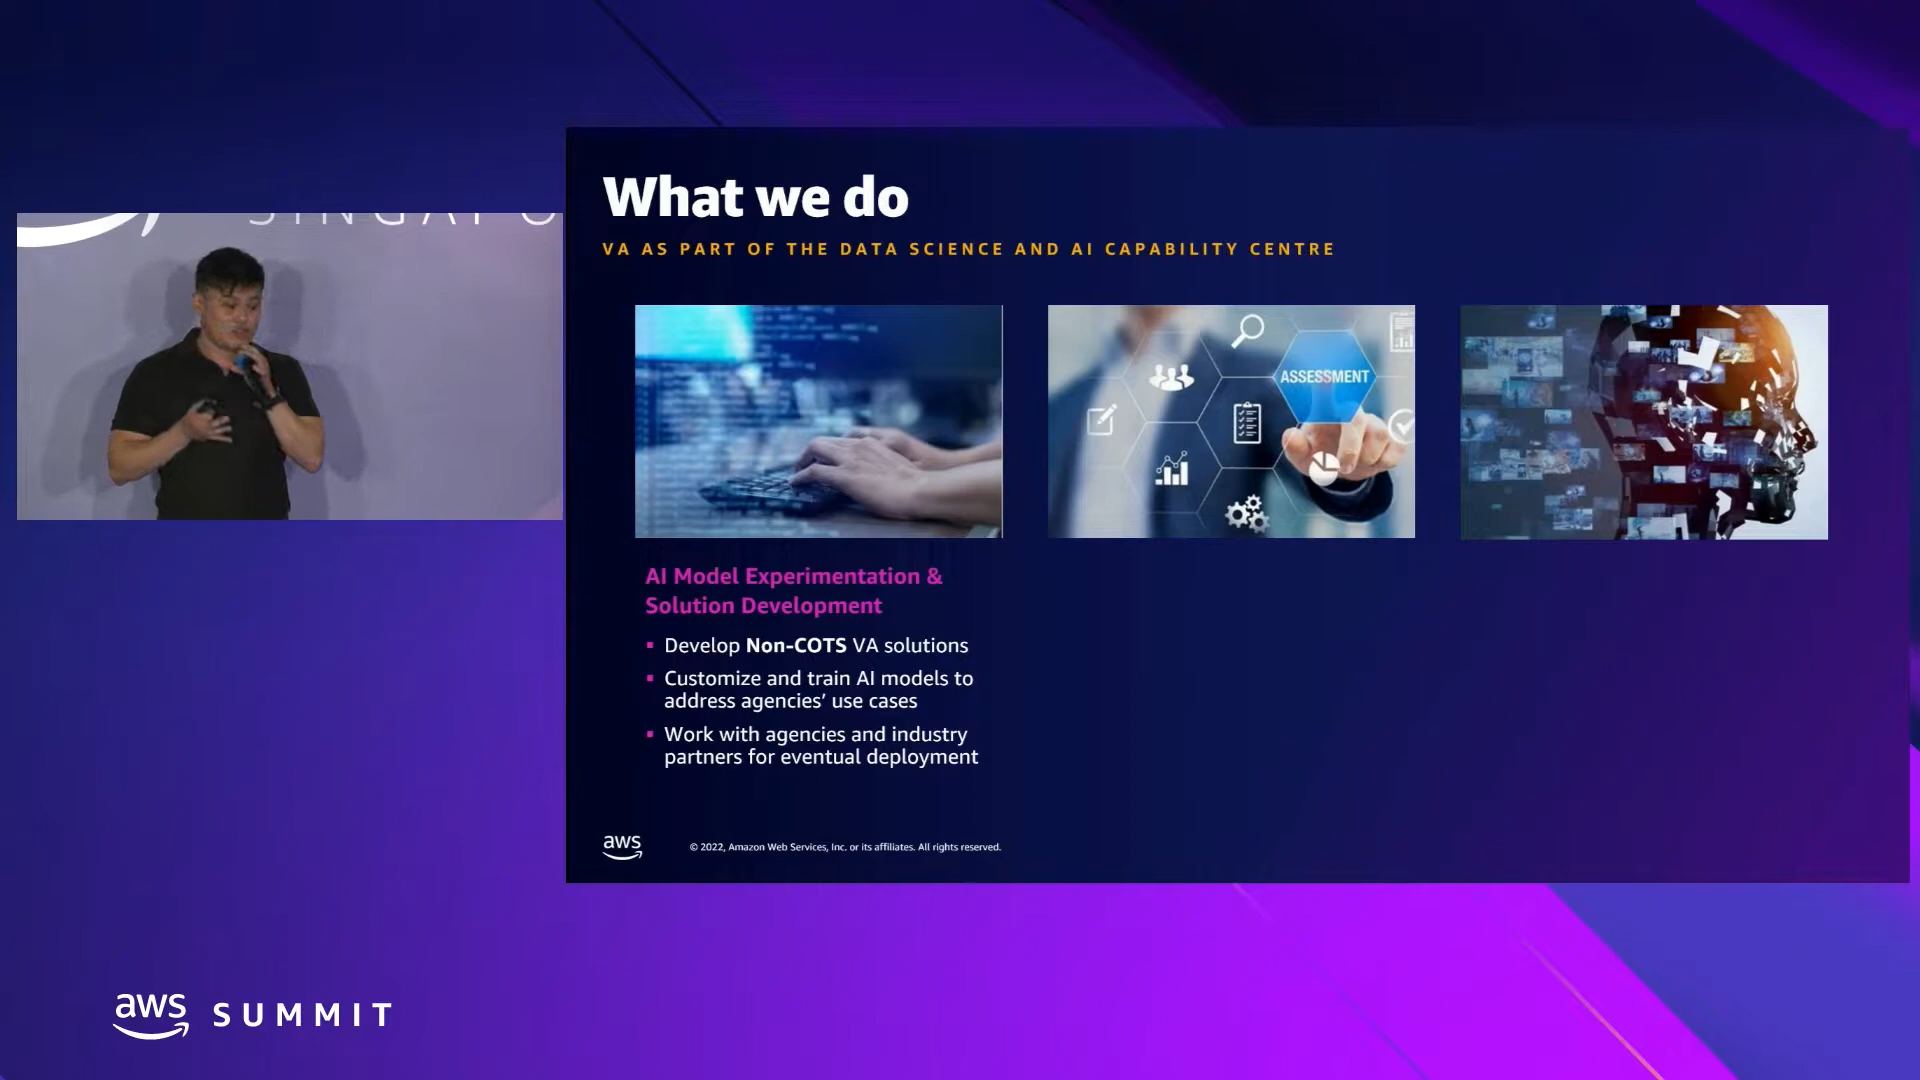 What we do
VA AS PART OF THE DATA SCIENCE AND AI CAPABILITY CENTRE
ASSESSMENT
AI Model Experimentation &
Solution Development
▪ Develop Non-COTS VA solutions
▪ Customize and train AI models to
address agencies’ use cases
▪ Work with agencies and industry
partners for eventual deployment
aws
© 2022, Amazon Web Services, Inc. or its affiliates. All rights reserved.
aws SUMMIT